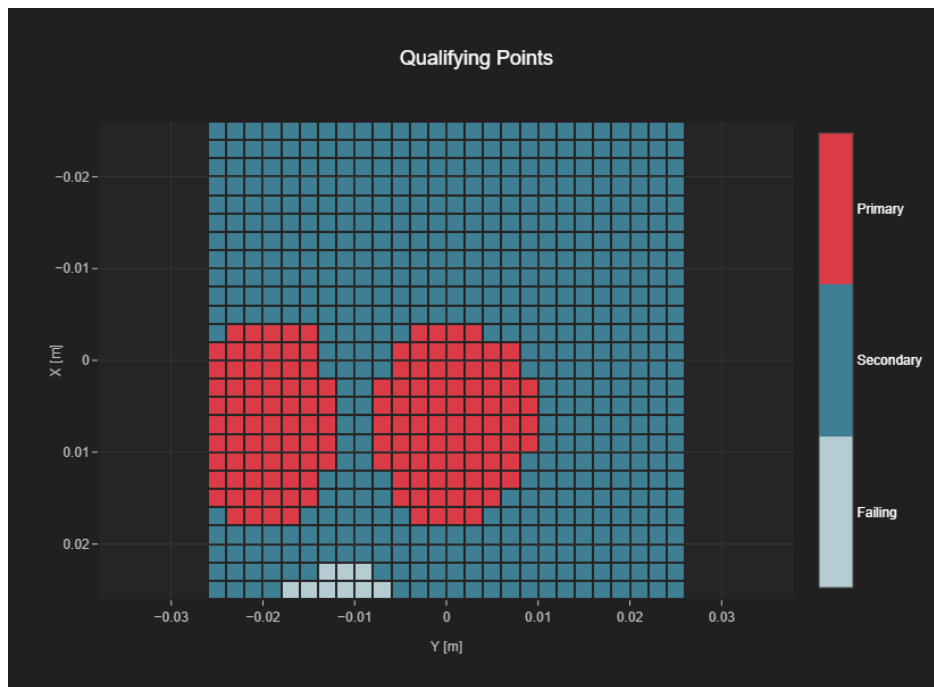 Qualifying Points
−0.02
−0.01
0
0.01
0.02
X [m]
−0.03
−0.02
−0.01
0
0.01
0.02
0.03
Y [m]
Primary
Secondary
Failing